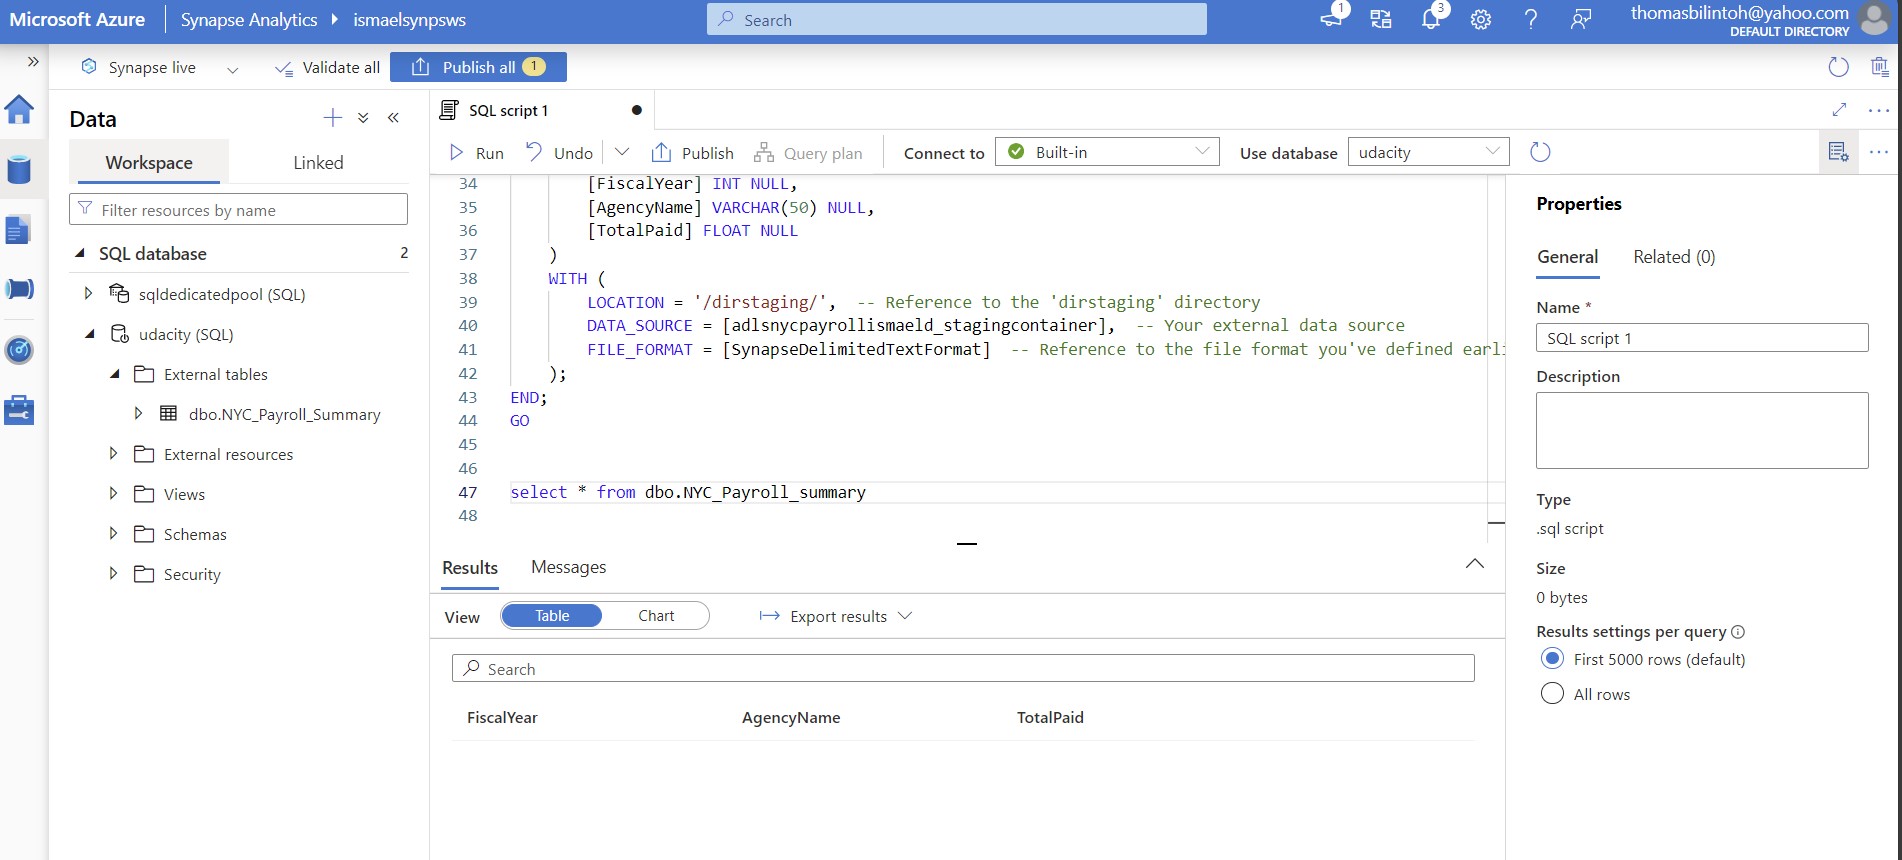 Microsoft Azure
Synapse Analytics
ismaelsynpsws
Search
1
3
?
thomasbilintoh@yahoo.com
DEFAULT DIRECTORY
Synapse live
Validate all
Publish all 1
Data
Workspace
Linked
Filter resources by name
SQL database 2
sqldedicatedpool (SQL)
udacity (SQL)
External tables
dbo.NYC_Payroll_Summary
External resources
Views
Schemas
Security
SQL script 1
Run
Undo
Publish
Query plan
Connect to
Built-in
Use database
udacity
34 [FiscalYear] INT NULL,
35 [AgencyName] VARCHAR(50) NULL,
36 [TotalPaid] FLOAT NULL
37 )
38 WITH (
39 LOCATION = '/dirstaging/', -- Reference to the 'dirstaging' directory
40 DATA_SOURCE = [adlsnycpayrollismaeld_stagingcontainer], -- Your external data source
41 FILE_FORMAT = [SynapseDelimitedTextFormat] -- Reference to the file format you've defined earli
42 );
43 END;
44 GO
45
46
47 select * from dbo.NYC_Payroll_summary
48
Results
Messages
View
Table
Chart
Export results
Search
FiscalYear AgencyName TotalPaid
Properties
General
Related (0)
Name *
SQL script 1
Description
Type
.sql script
Size
0 bytes
Results settings per query
First 5000 rows (default)
All rows